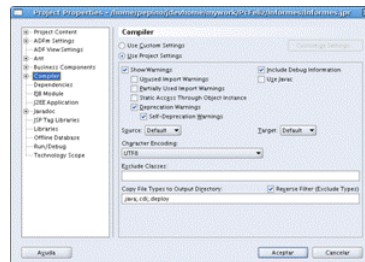 Project Properties - /home/pepino/devhome/mywork/PcFelix/Informes/Informes.jpr
Project Content
ADFm Settings
ADF View Settings
Ant
Business Components
Compiler
Dependencies
EJB Module
J2EE Application
Javadoc
JSP Tag Libraries
Libraries
Offline Database
Run/Debug
Technology Scope
Compiler
Use Custom Settings
Use Project Settings
Show Warnings
Include Debug Information
Unused Import Warnings
Use Javac
Partially Used Import Warnings
Static Access Through Object Instance
Deprecation Warnings
Self-Deprecation Warnings
Source: Default
Target: Default
Character Encoding:
UTF8
Exclude Classes:
Copy File Types to Output Directory:
Reverse Filter (Exclude Types)
.java,.cdi,.deploy
Ayuda
Aceptar
Cancelar